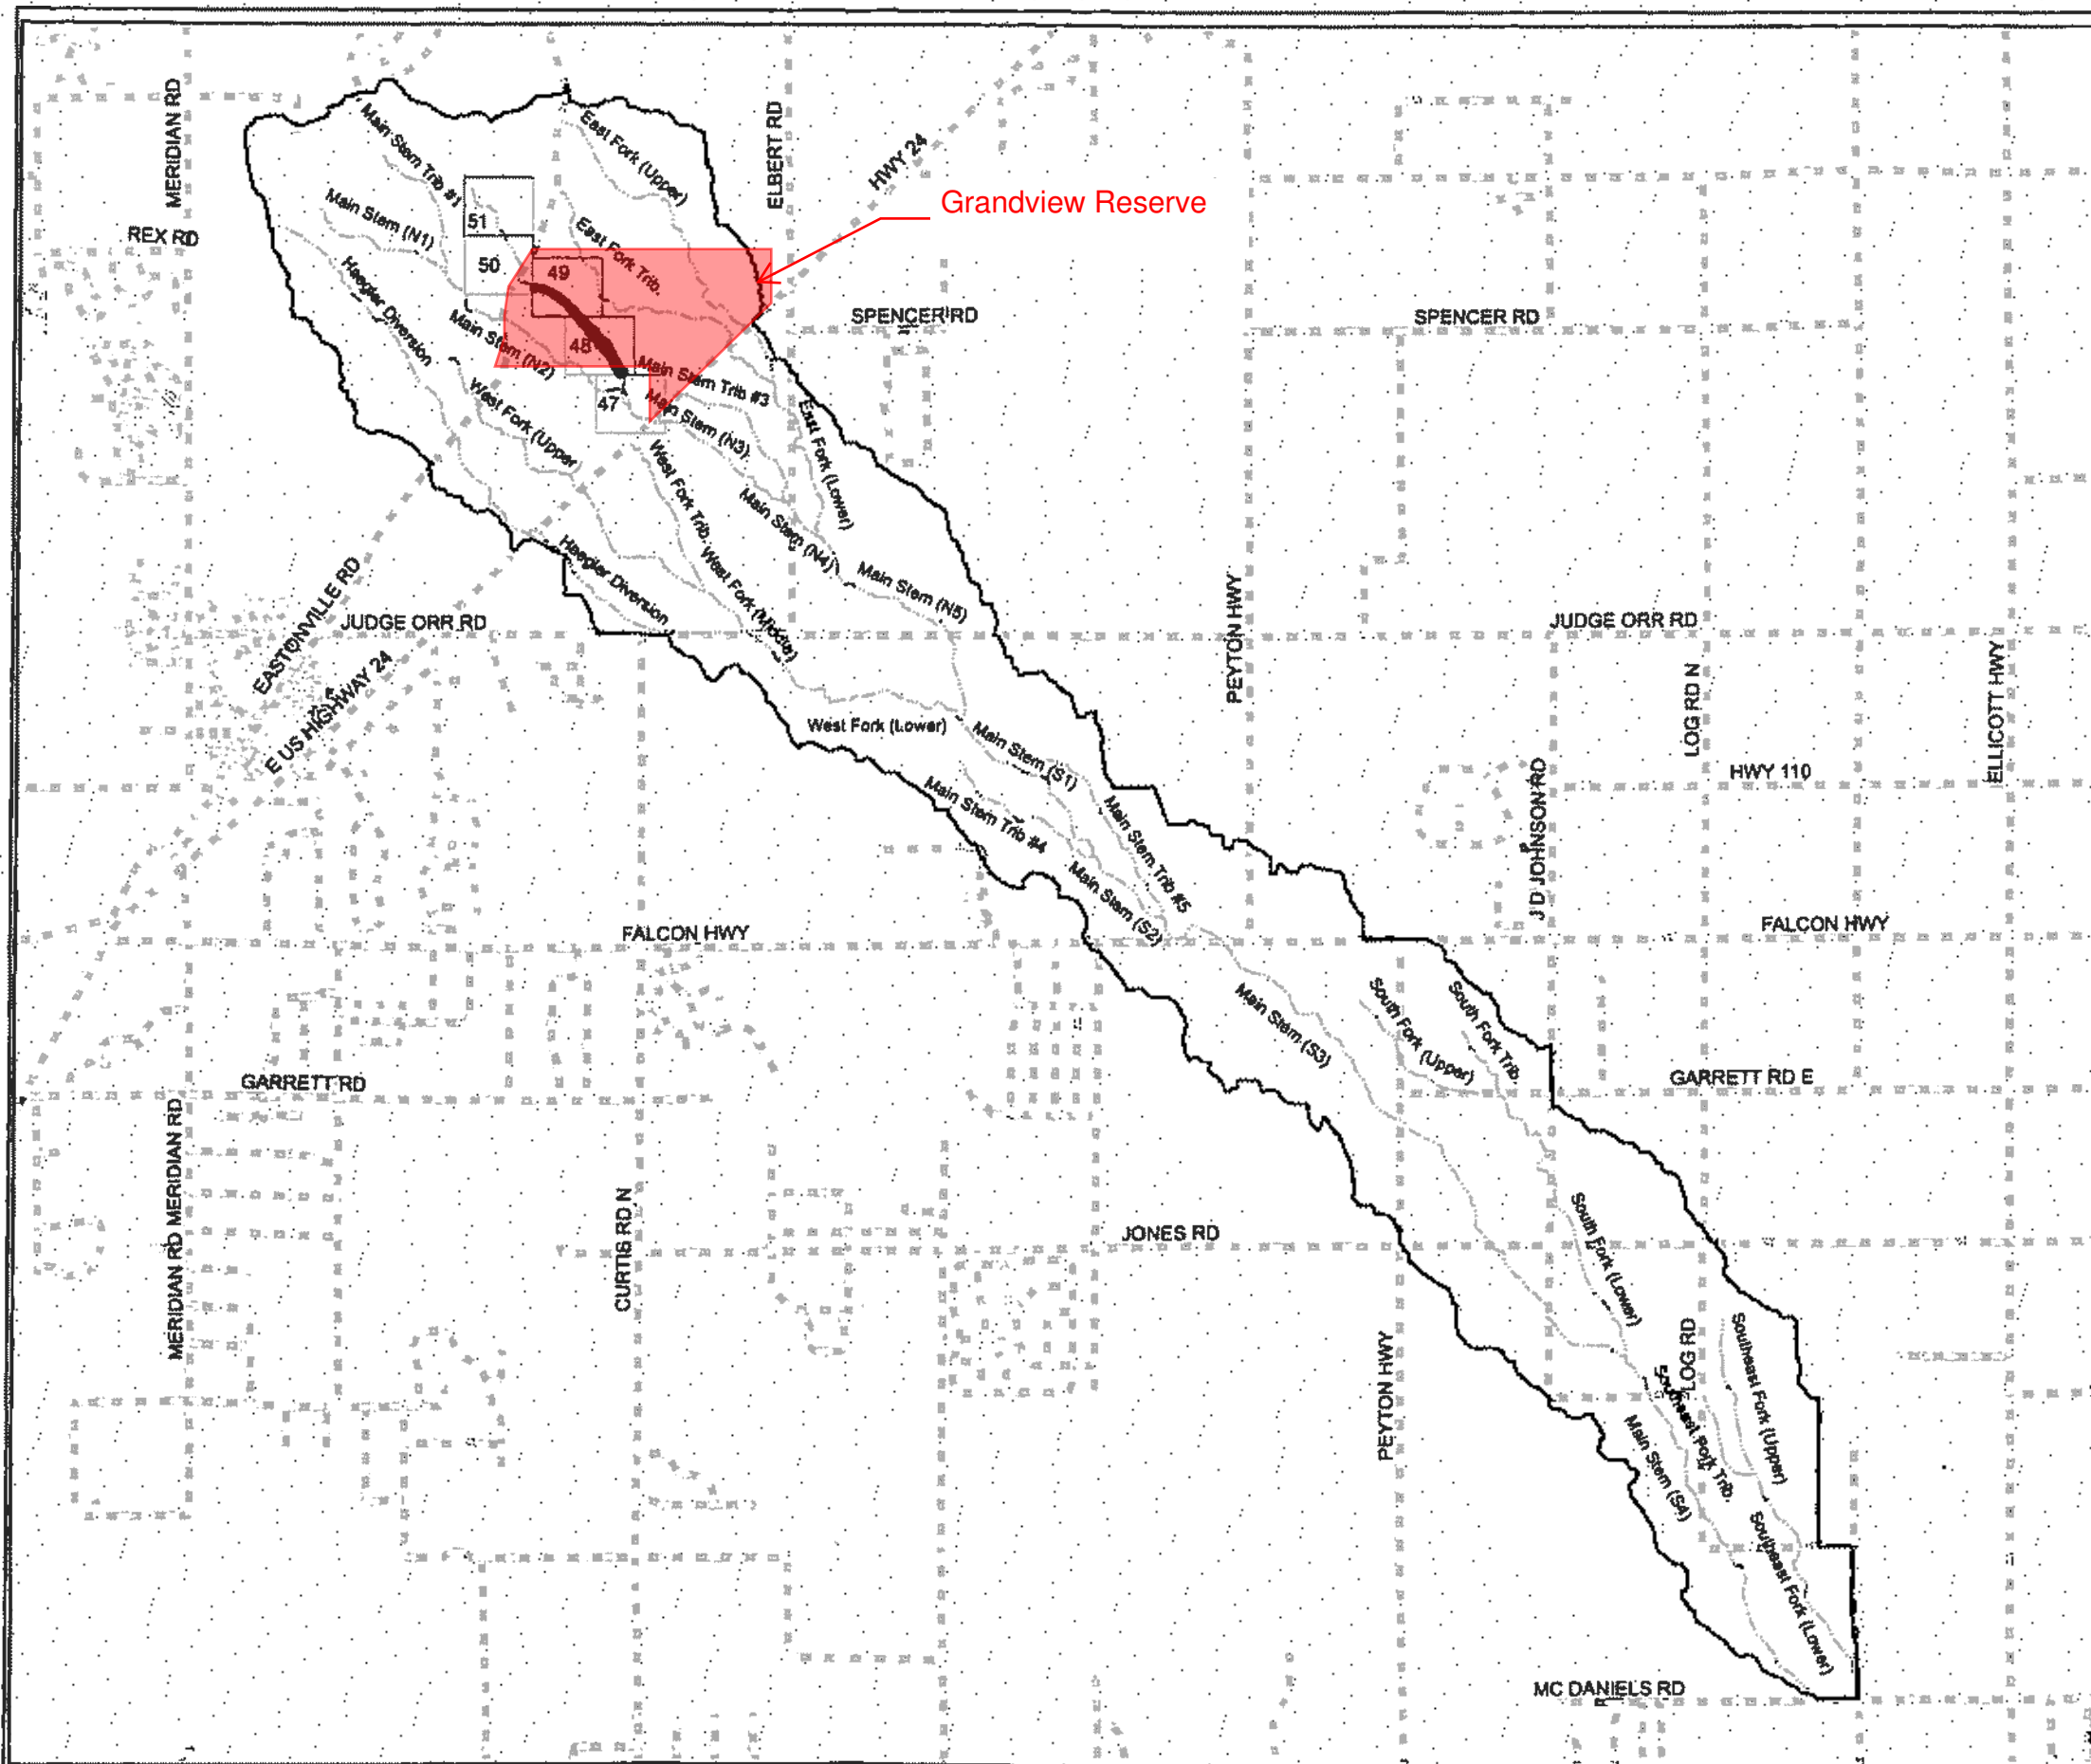 MERIDIAN RD
Main Stem Trib #1
East Fork (Upper)
ELBERT RD
HWY 24
Grandview Reserve
Main Stem (N1)
51
REX RD
East Fork Trib.
50
49
Haegler Diversion
SPENCER RD
SPENCER RD
Main Stem (N2)
48
Main Stem Trib #3
47
Main Stem (N3)
West Fork (Upper
East Fork (Lower)
West Fork Trib.
Main Stem (N4)
Haegler Diversion
West Fork (Middle)
Main Stem (N5)
EASTONVILLE RD
JUDGE ORR RD
PEYTON HWY
JUDGE ORR RD
E US HIGHWAY 24
LOG RD N
ELLICOTT HWY
West Fork (Lower)
Main Stem (S1)
HWY 110
Main Stem Trib #4
Main Stem Trib #5
J D JOHNSON RD
Main Stem (S2)
FALCON HWY
FALCON HWY
Main Stem (S3)
South Fork (Upper)
South Fork Trib.
GARRETT RD
GARRETT RD E
MERIDIAN RD MERIDIAN RD
CURTIS RD N
JONES RD
South Fork (Lower)
PEYTON HWY
LOG RD
Southeast Fork (Upper)
Southeast Fork Trib.
Main Stem (S4)
Southeast Fork (Lower)
MC DANIELS RD